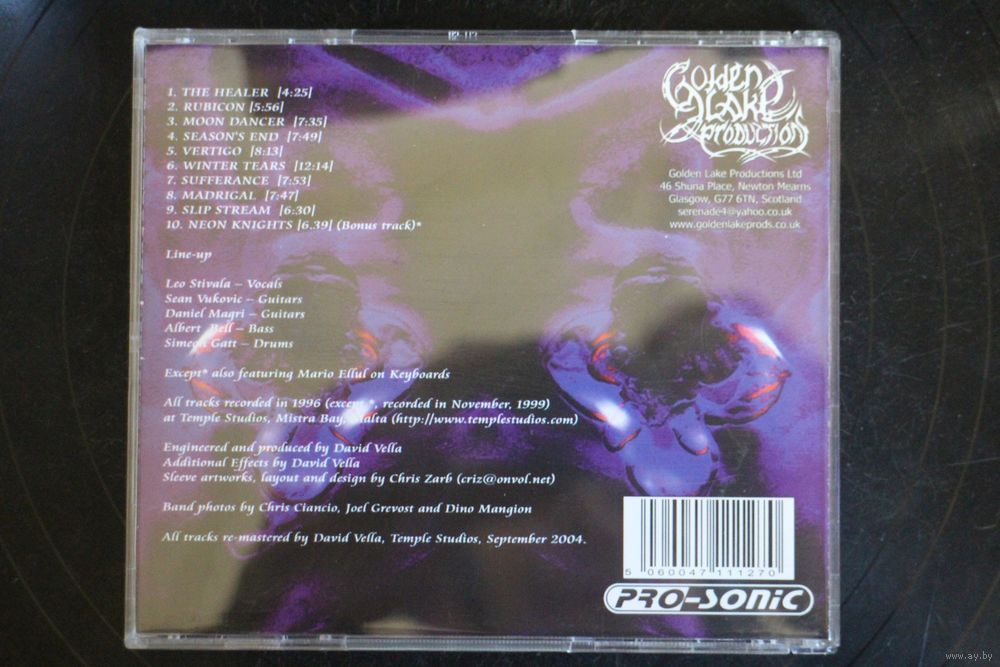 1. THE HEALER [4:25]
2. RUBICON [5:56]
3. MOON DANCER [7:35]
4. SEASON'S END [7:49]
5. VERTIGO [8:13]
6. WINTER TEARS [12:14]
7. SUFFERANCE [7:53]
8. MADRIGAL [7:47]
9. SLIP STREAM [6:30]
10. NEON KNIGHTS [6.39] (Bonus track)*
Line-up
Leo Stivala – Vocals
Sean Vukovic – Guitars
Daniel Magri – Guitars
Albert Bell – Bass
Simeon Gatt – Drums
Except* also featuring Mario Ellul on Keyboards
All tracks recorded in 1996 (except *, recorded in November, 1999)
at Temple Studios, Mistra Bay, Malta (http://www.templestudios.com)
Engineered and produced by David Vella
Additional Effects by David Vella
Sleeve artworks, layout and design by Chris Zarb (criz@onvol.net)
Band photos by Chris Ciancio, Joel Grevost and Dino Mangion
All tracks re-mastered by David Vella, Temple Studios, September 2004.
Golden
Lake
Productions
Golden Lake Productions Ltd
46 Shuna Place, Newton Mearns
Glasgow, G77 6TN, Scotland
serenade4@yahoo.co.uk
www.goldenlakeprods.co.uk
5 060047 111270
PRO-SONIC
www.ay.by